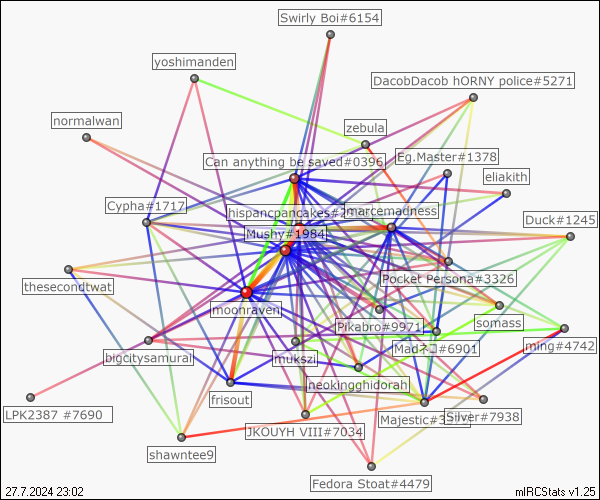 Swirly Boi#6154
yoshimanden
DacobDacob hORNY police#5271
normalwan
zebula
Can anything be saved#0396
Eg.Master#1378
eliakith
Cypha#1717
hispancpancakes#2
marcemadness
Duck#1245
Mushy#1984
thesecondtwat
Pocket Persona#3326
moonraven
somass
Pikabro#9971
Madネコ#6901
ming#4742
bigcitysamurai
mukszi
neokingghidorah
frisout
LPK2387 #7690
Silver#7938
JKOUYH VIII#7034
shawntee9
Fedora Stoat#4479
27.7.2024 23:02
mIRCStats v1.25